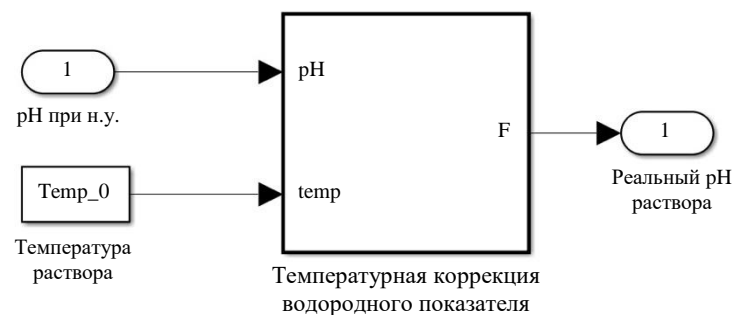 1
pH
pH при н.у.
F
1
Реальный pH
раствора
Temp_0
temp
Температура
раствора
Температурная коррекция
водородного показателя